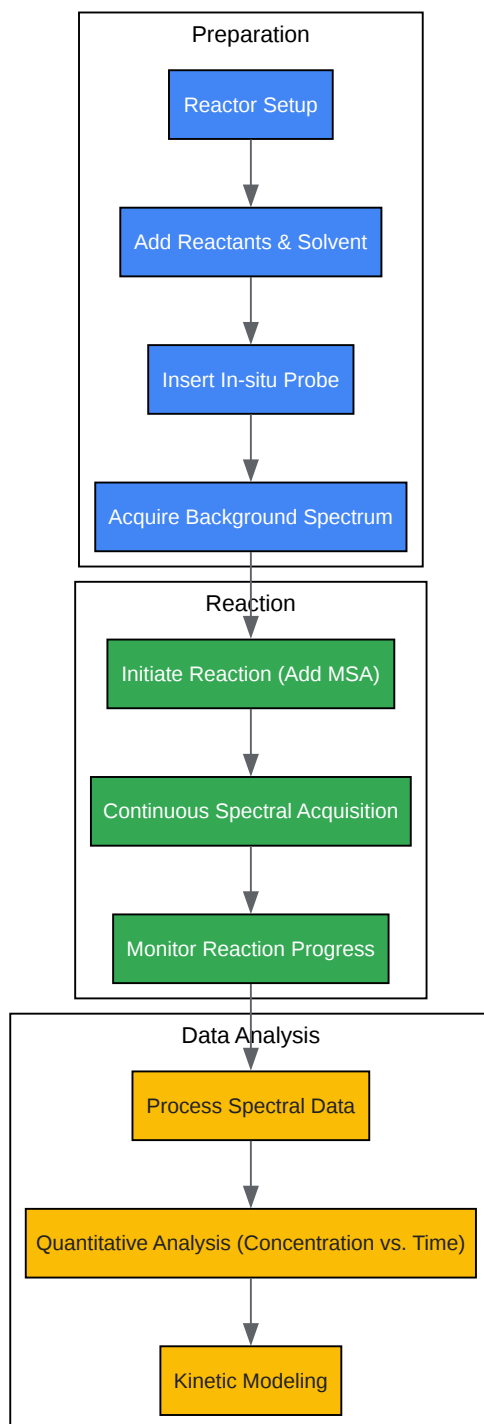 Preparation
Reactor Setup
Add Reactants & Solvent
Insert In-situ Probe
Acquire Background Spectrum
Reaction
Initiate Reaction (Add MSA)
Continuous Spectral Acquisition
Monitor Reaction Progress
Data Analysis
Process Spectral Data
Quantitative Analysis (Concentration vs. Time)
Kinetic Modeling